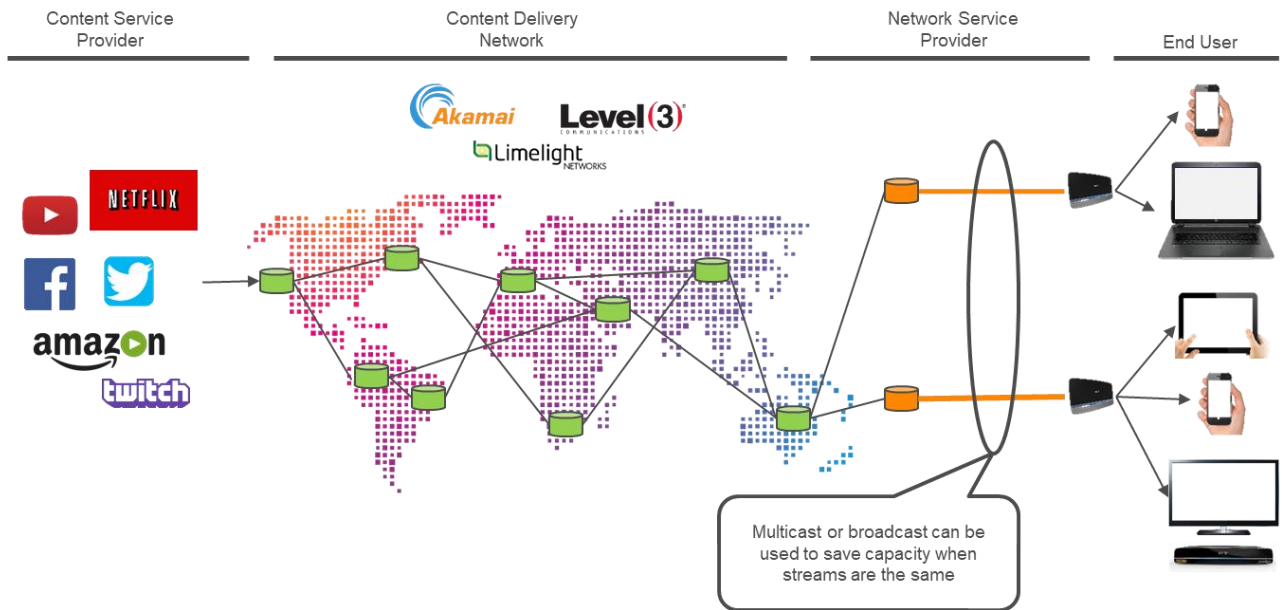 Content Service
Provider
Content Delivery
Network
Network Service
Provider
End User
Akamai
Level(3)
COMMUNICATIONS
Limelight
NETWORKS
NETFLIX
amazon
twitch
Multicast or broadcast can be
used to save capacity when
streams are the same